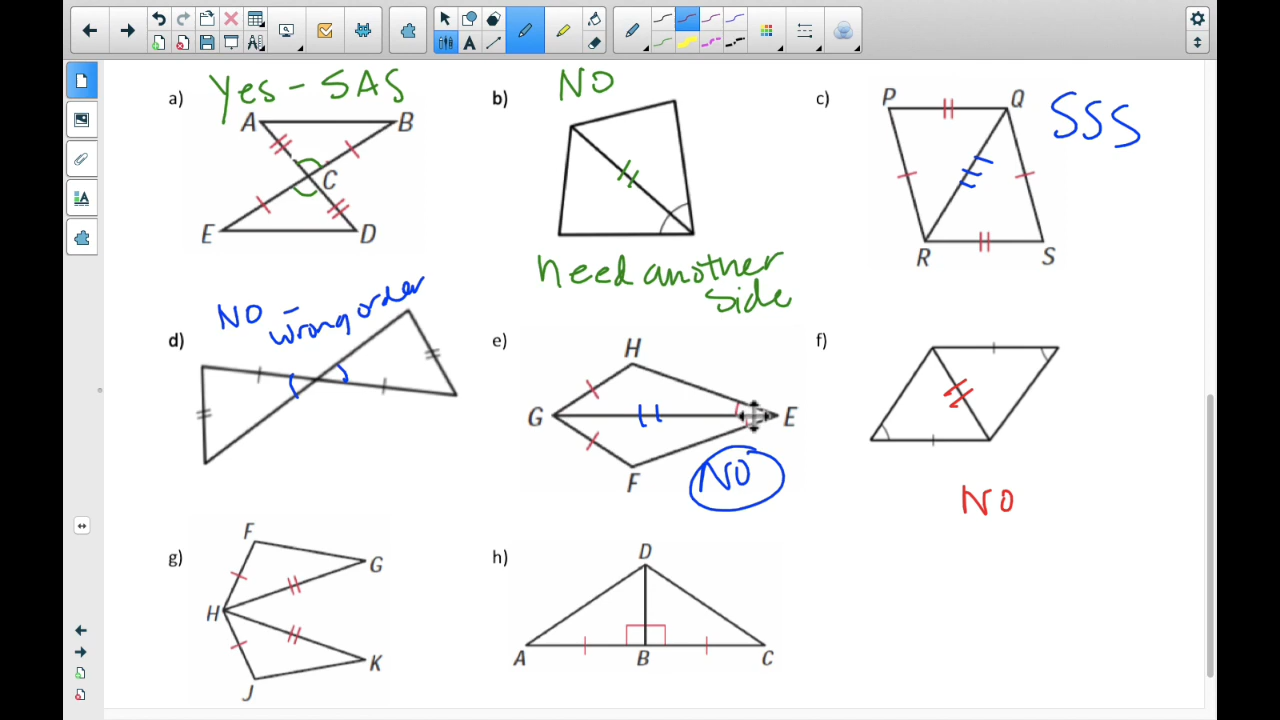 a) Yes - SAS
A B
C
E D
b) NO
need another
side
c) P Q SSS
R S
d) NO - wrong order
e) H
G E
F
NO
f) NO
g) F
G
H
K
J
h) D
A B C